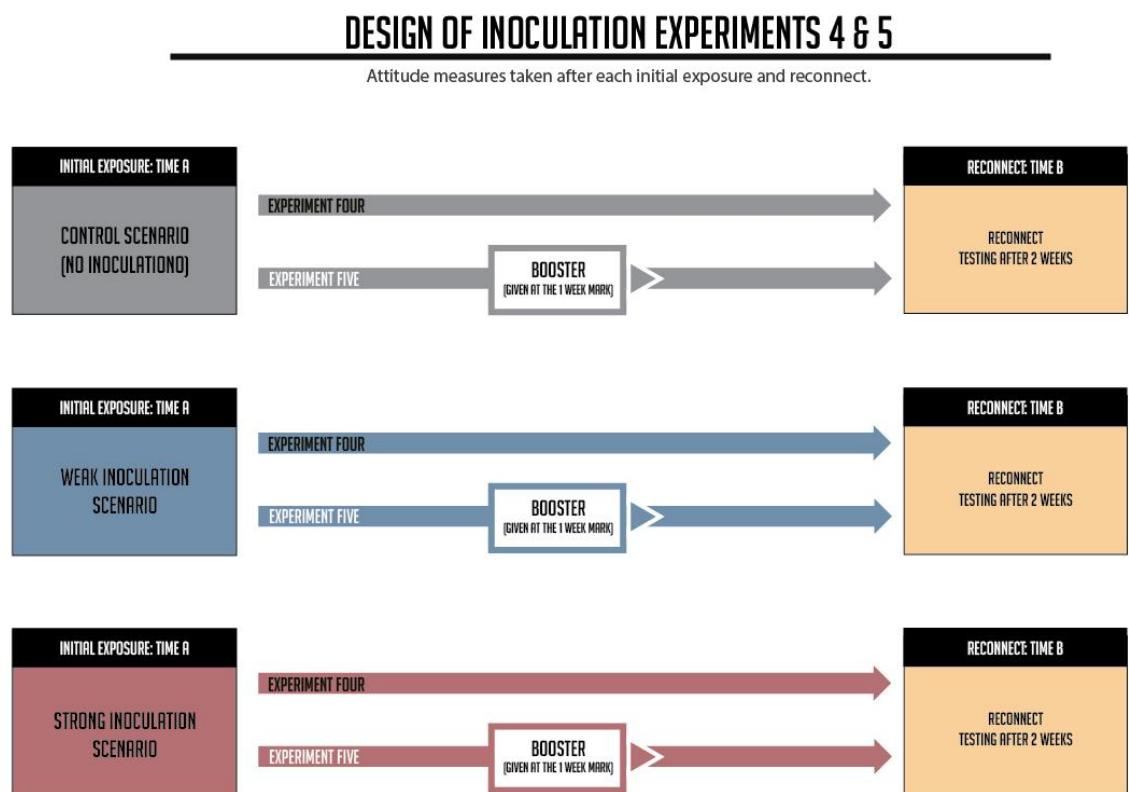 DESIGN OF INOCULATION EXPERIMENTS 4 & 5
Attitude measures taken after each initial exposure and reconnect.
INITIAL EXPOSURE: TIME A
CONTROL SCENARIO
(NO INOCULATIONO)
EXPERIMENT FOUR
EXPERIMENT FIVE
BOOSTER
(GIVEN AT THE 1 WEEK MARK)
RECONNECT: TIME B
RECONNECT
TESTING AFTER 2 WEEKS
INITIAL EXPOSURE: TIME A
WEAK INOCULATION
SCENARIO
EXPERIMENT FOUR
EXPERIMENT FIVE
BOOSTER
(GIVEN AT THE 1 WEEK MARK)
RECONNECT: TIME B
RECONNECT
TESTING AFTER 2 WEEKS
INITIAL EXPOSURE: TIME A
STRONG INOCULATION
SCENARIO
EXPERIMENT FOUR
EXPERIMENT FIVE
BOOSTER
(GIVEN AT THE 1 WEEK MARK)
RECONNECT: TIME B
RECONNECT
TESTING AFTER 2 WEEKS